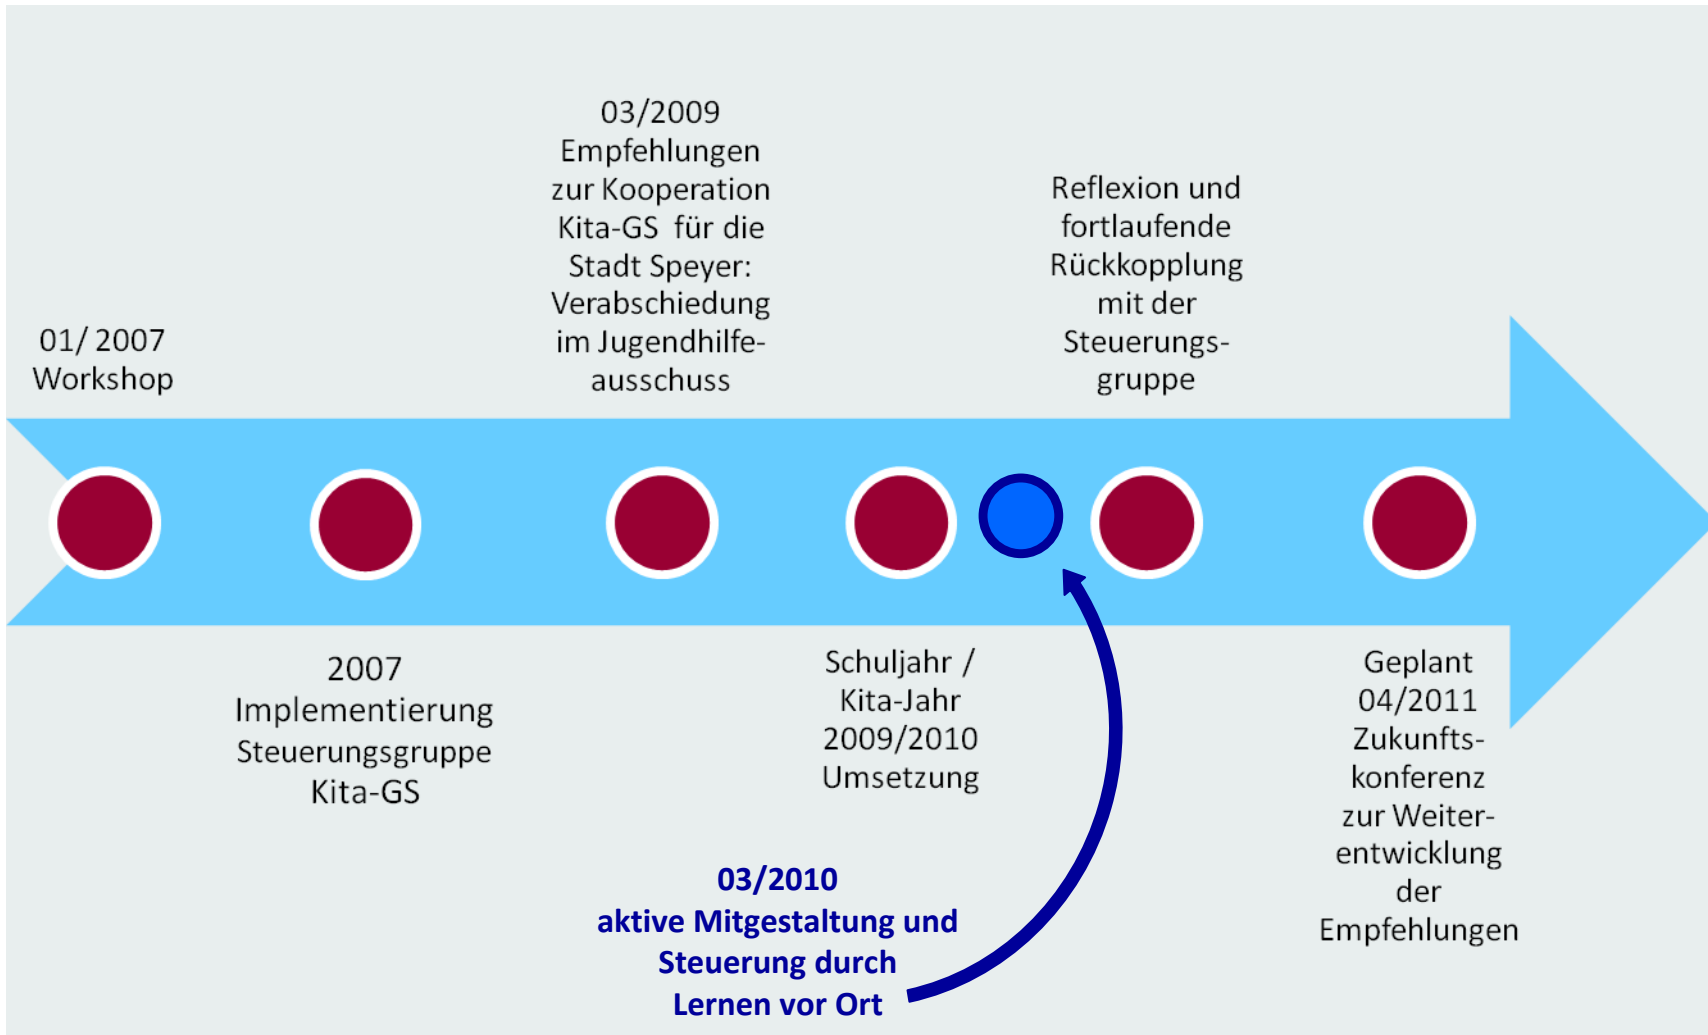 01/ 2007
Workshop
2007
Implementierung
Steuerungsgruppe
Kita-GS
03/2009
Empfehlungen
zur Kooperation
Kita-GS für die
Stadt Speyer:
Verabschiedung
im Jugendhilfe-
ausschuss
Schuljahr /
Kita-Jahr
2009/2010
Umsetzung
03/2010
aktive Mitgestaltung und
Steuerung durch
Lernen vor Ort
Reflexion und
fortlaufende
Rückkopplung
mit der
Steuerungs-
gruppe
Geplant
04/2011
Zukunfts-
konferenz
zur Weiter-
entwicklung
der
Empfehlungen